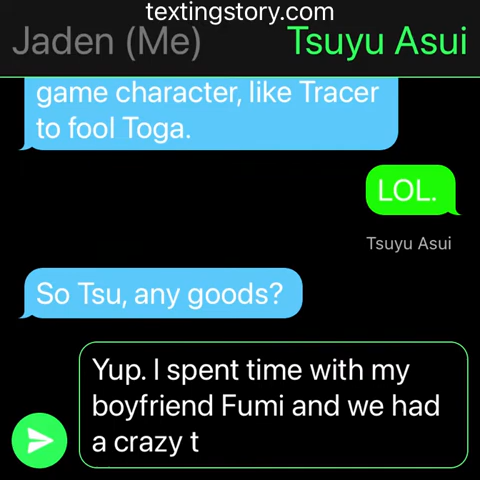 textingstory.com
Jaden (Me) Tsuyu Asui
game character, like Tracer
to fool Toga.
LOL.
Tsuyu Asui
So Tsu, any goods?
Yup. I spent time with my
boyfriend Fumi and we had
a crazy t